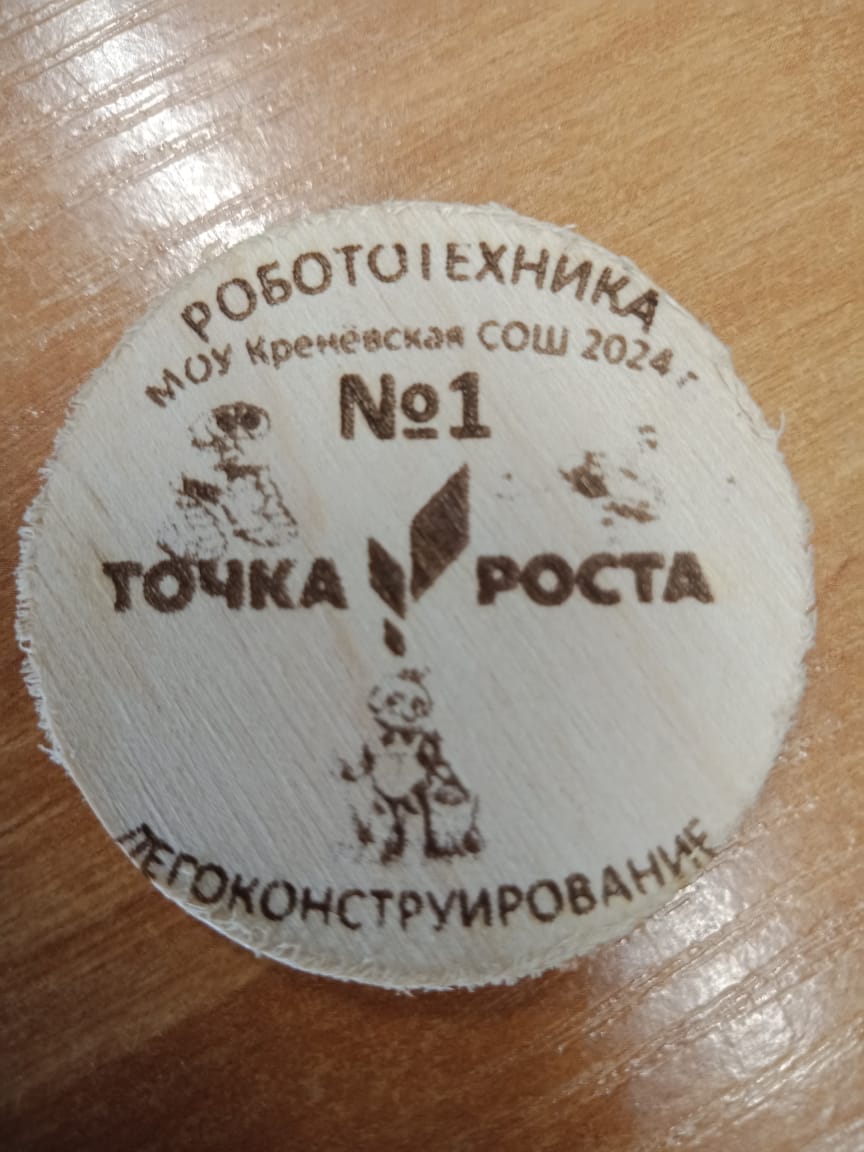 РОБОТОТЕХНИКА
МОУ Кренёвская СОШ 2024 г
№1
ТОЧКА РОСТА
ЛЕГОКОНСТРУИРОВАНИЕ